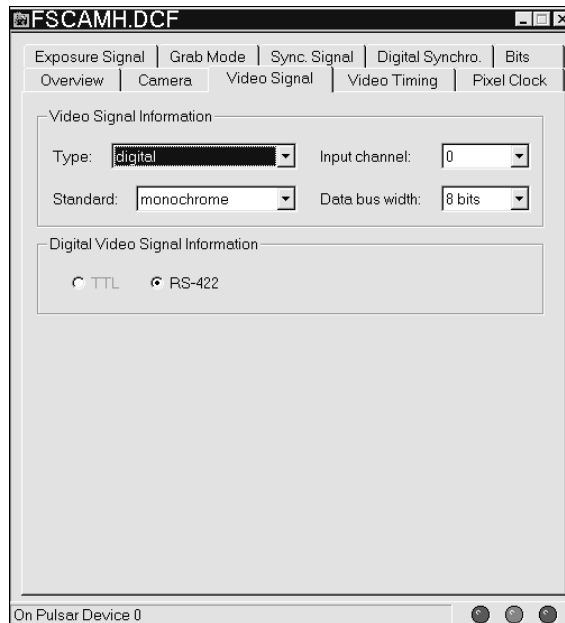 FSCAMH.DCF
Exposure Signal Grab Mode Sync. Signal Digital Synchro. Bits
Overview Camera Video Signal Video Timing Pixel Clock
Video Signal Information
Type: digital Input channel: 0
Standard: monochrome Data bus width: 8 bits
Digital Video Signal Information
TTL RS-422
On Pulsar Device 0